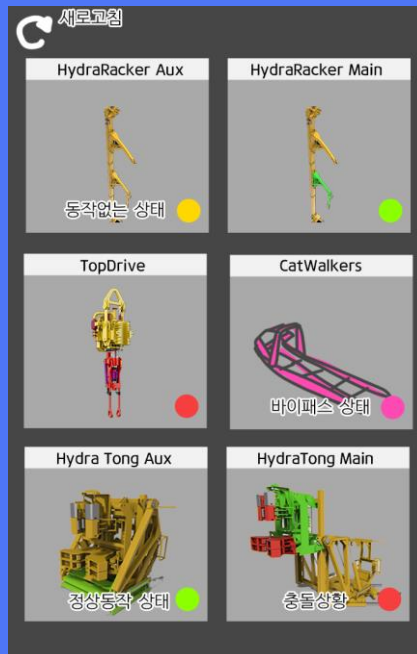 새로고침
HydraRacker Aux
HydraRacker Main
동작없는 상태
TopDrive
CatWalkers
바이패스 상태
Hydra Tong Aux
HydraTong Main
정상동작 상태
충돌상황